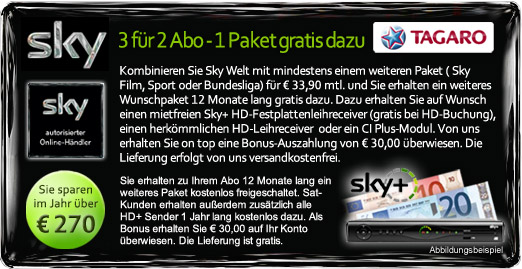 sky
3 für 2 Abo - 1 Paket gratis dazu
TAGARO
Kombinieren Sie Sky Welt mit mindestens einem weiteren Paket ( Sky
Film, Sport oder Bundesliga) für € 33,90 mtl. und Sie erhalten ein weiteres
Wunschpaket 12 Monate lang gratis dazu. Dazu erhalten Sie auf Wunsch
einen mietfreien Sky+ HD-Festplattenleihreceiver (gratis bei HD-Buchung),
einen herkömmlichen HD-Leihreceiver oder ein CI Plus-Modul. Von uns
erhalten Sie on top eine Bonus-Auszahlung von € 30,00 überwiesen. Die
Lieferung erfolgt von uns versandkostenfrei.
sky
autorisierter
Online-Händler
Sie sparen
im Jahr über
€ 270
Sie erhalten zu Ihrem Abo 12 Monate lang ein
weiteres Paket kostenlos freigeschaltet. Sat-
Kunden erhalten außerdem zusätzlich alle
HD+ Sender 1 Jahr lang kostenlos dazu. Als
Bonus erhalten Sie € 30,00 auf Ihr Konto
überwiesen. Die Lieferung ist gratis.
sky+
10
20
Abbildungsbeispiel